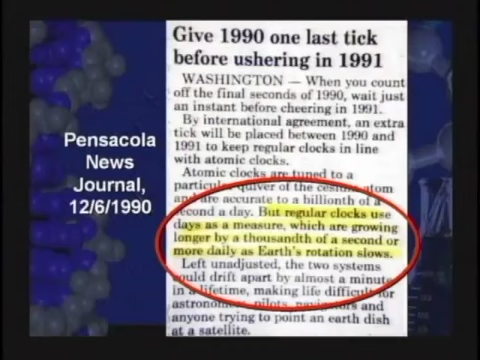 Give 1990 one last tick
before ushering in 1991
WASHINGTON — When you count
off the final seconds of 1990, wait just
an instant before cheering in 1991.
By international agreement, an extra
tick will be placed between 1990 and
1991 to keep regular clocks in line
with atomic clocks.
Atomic clocks are tuned to a
particular quiver of the cesium atom
and are accurate to a billionth of a
second a day. But regular clocks use
days as a measure, which are growing
longer by a thousandth of a second or
more daily as Earth's rotation slows.
Left unadjusted, the two systems
could drift apart by almost a minute
in a lifetime, making life difficult for
astronomers, pilots, navigators and
anyone trying to point an earth dish
at a satellite.
Pensacola
News
Journal,
12/6/1990